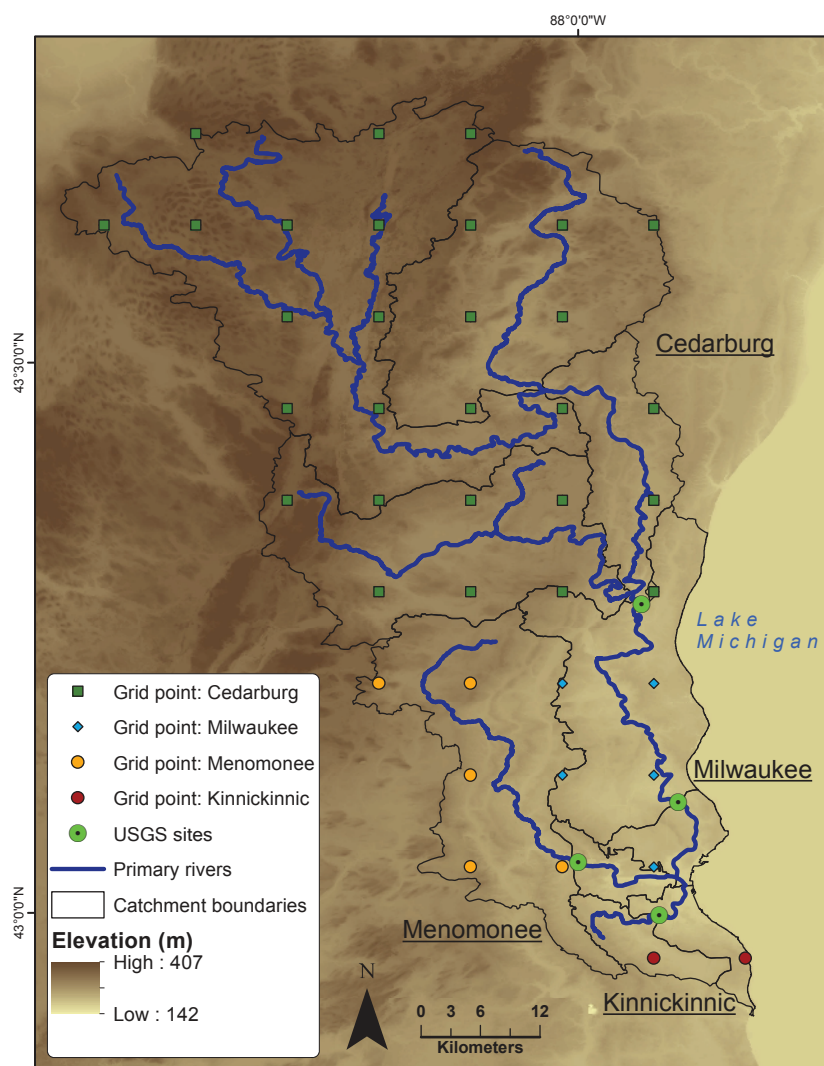 88°0'0"W
43°30'0"N
Cedarburg
Lake
Michigan
Grid point: Cedarburg
Grid point: Milwaukee
Grid point: Menomonee
Grid point: Kinnickinnic
USGS sites
Primary rivers
Catchment boundaries
Elevation (m)
High : 407
Low : 142
Milwaukee
43°0'0"N
Menomonee
N
Kinnickinnic
0 3 6 12
Kilometers